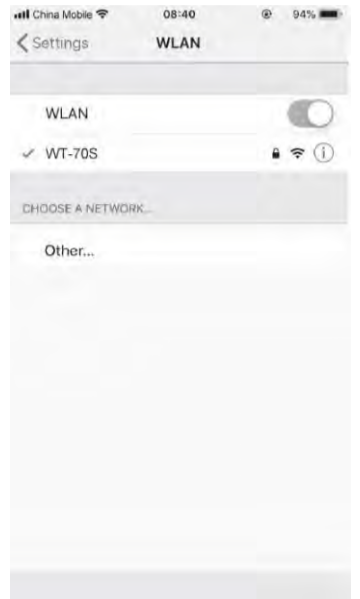 China Mobile 08:40 94%
Settings WLAN
WLAN
WT-70S
CHOOSE A NETWORK...
Other...